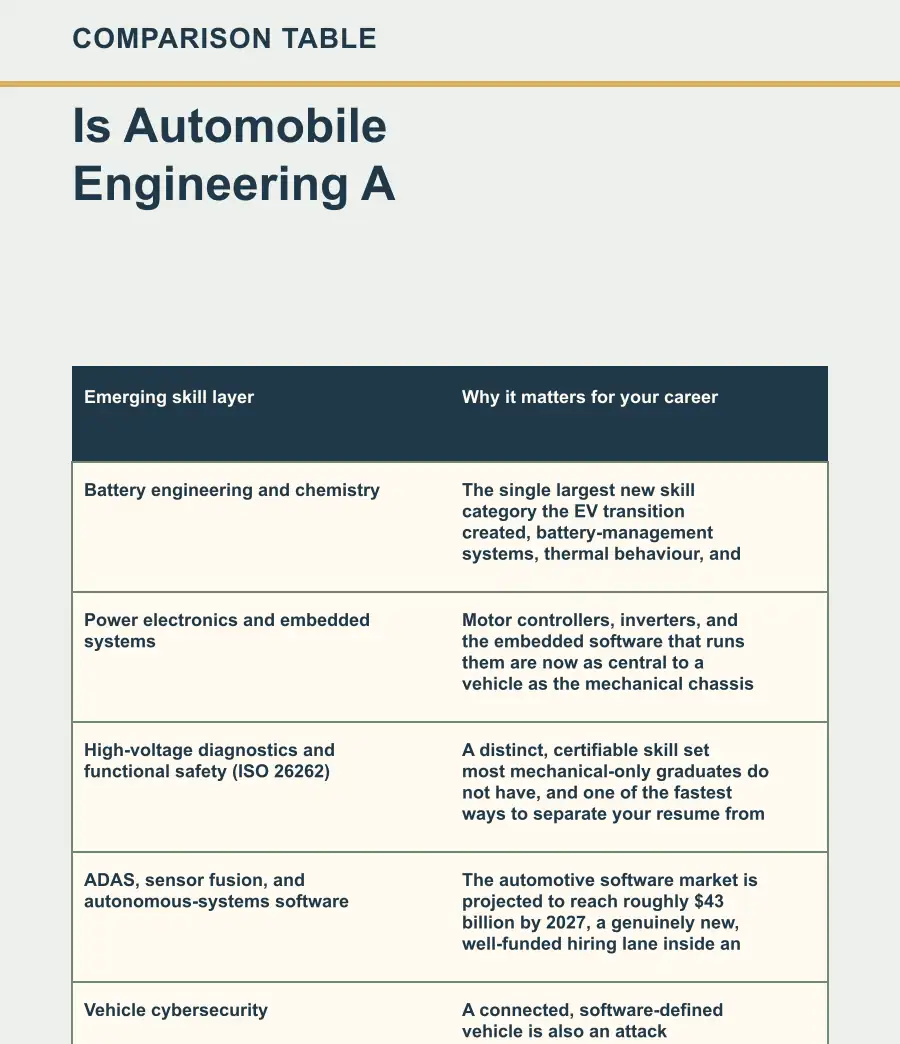 COMPARISON TABLE
Is Automobile
Engineering A
Emerging skill layer
Why it matters for your career
Battery engineering and chemistry
The single largest new skill
category the EV transition
created, battery-management
systems, thermal behaviour, and
Power electronics and embedded
systems
Motor controllers, inverters, and
the embedded software that runs
them are now as central to a
vehicle as the mechanical chassis
High-voltage diagnostics and
functional safety (ISO 26262)
A distinct, certifiable skill set
most mechanical-only graduates do
not have, and one of the fastest
ways to separate your resume from
ADAS, sensor fusion, and
autonomous-systems software
The automotive software market is
projected to reach roughly $43
billion by 2027, a genuinely new,
well-funded hiring lane inside an
Vehicle cybersecurity
A connected, software-defined
vehicle is also an attack